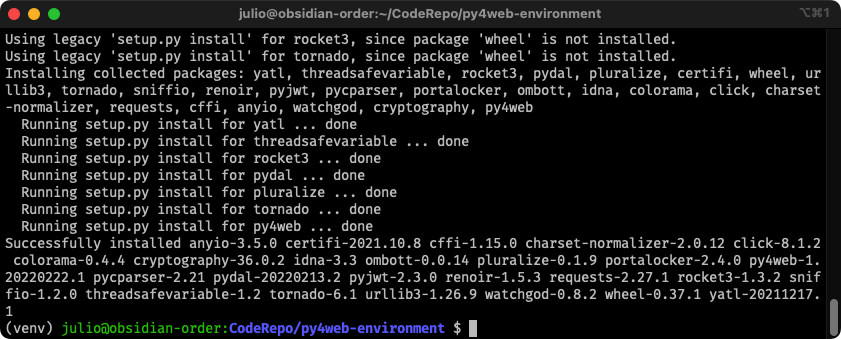 julio@obsidian-order:~/CodeRepo/py4web-environment
⌥⌘1
Using legacy 'setup.py install' for rocket3, since package 'wheel' is not installed.
Using legacy 'setup.py install' for tornado, since package 'wheel' is not installed.
Installing collected packages: yatl, threadsafevariable, rocket3, pydal, pluralize, certifi, wheel, ur
llib3, tornado, sniffio, renoir, pyjwt, pycparser, portalocker, ombott, idna, colorama, click, charset
-normalizer, requests, cffi, anyio, watchgod, cryptography, py4web
  Running setup.py install for yatl ... done
  Running setup.py install for threadsafevariable ... done
  Running setup.py install for rocket3 ... done
  Running setup.py install for pydal ... done
  Running setup.py install for pluralize ... done
  Running setup.py install for tornado ... done
  Running setup.py install for py4web ... done
Successfully installed anyio-3.5.0 certifi-2021.10.8 cffi-1.15.0 charset-normalizer-2.0.12 click-8.1.2
 colorama-0.4.4 cryptography-36.0.2 idna-3.3 ombott-0.0.14 pluralize-0.1.9 portalocker-2.4.0 py4web-1.
20220222.1 pycparser-2.21 pydal-20220213.2 pyjwt-2.3.0 renoir-1.5.3 requests-2.27.1 rocket3-1.3.2 snif
fio-1.2.0 threadsafevariable-1.2 tornado-6.1 urllib3-1.26.9 watchgod-0.8.2 wheel-0.37.1 yatl-20211217.
1
(venv) julio@obsidian-order:CodeRepo/py4web-environment $